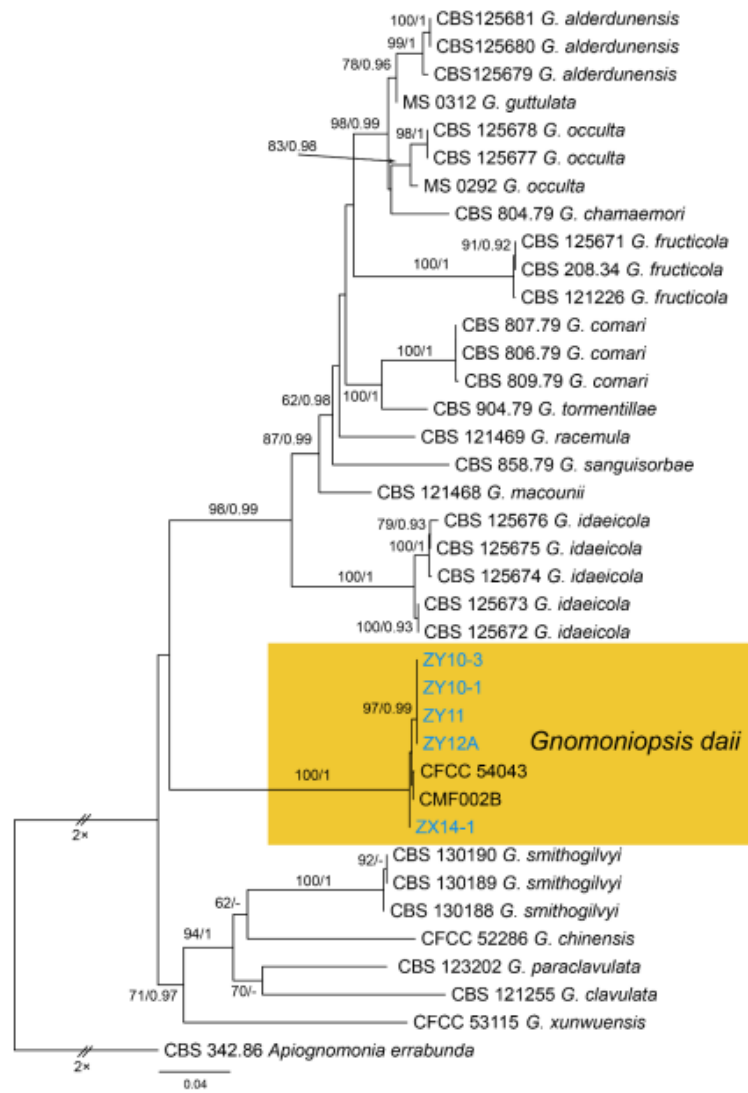 100/1 CBS125681 G. alderdunensis
99/1 CBS125680 G. alderdunensis
78/0.96 CBS125679 G. alderdunensis
MS 0312 G. guttulata
98/0.99 98/1 CBS 125678 G. occulta
83/0.98 CBS 125677 G. occulta
MS 0292 G. occulta
CBS 804.79 G. chamaemori
91/0.92 CBS 125671 G. fructicola
100/1 CBS 208.34 G. fructicola
CBS 121226 G. fructicola
CBS 807.79 G. comari
100/1 CBS 806.79 G. comari
CBS 809.79 G. comari
100/1 CBS 904.79 G. tormentillae
62/0.98 CBS 121469 G. racemula
87/0.99 CBS 858.79 G. sanguisorbae
CBS 121468 G. macounii
98/0.99 79/0.93 CBS 125676 G. idaeicola
100/1 CBS 125675 G. idaeicola
100/1 CBS 125674 G. idaeicola
CBS 125673 G. idaeicola
100/0.93 CBS 125672 G. idaeicola
ZY10-3
ZY10-1
97/0.99 ZY11
ZY12A Gnomoniopsis daii
100/1 CFCC 54043
CMF002B
2× ZX14-1
92/- CBS 130190 G. smithogilvyi
100/1 CBS 130189 G. smithogilvyi
62/- CBS 130188 G. smithogilvyi
94/1 CFCC 52286 G. chinensis
CBS 123202 G. paraclavulata
71/0.97 70/- CBS 121255 G. clavulata
CFCC 53115 G. xunwuensis
2× CBS 342.86 Apiognomonia errabunda
0.04